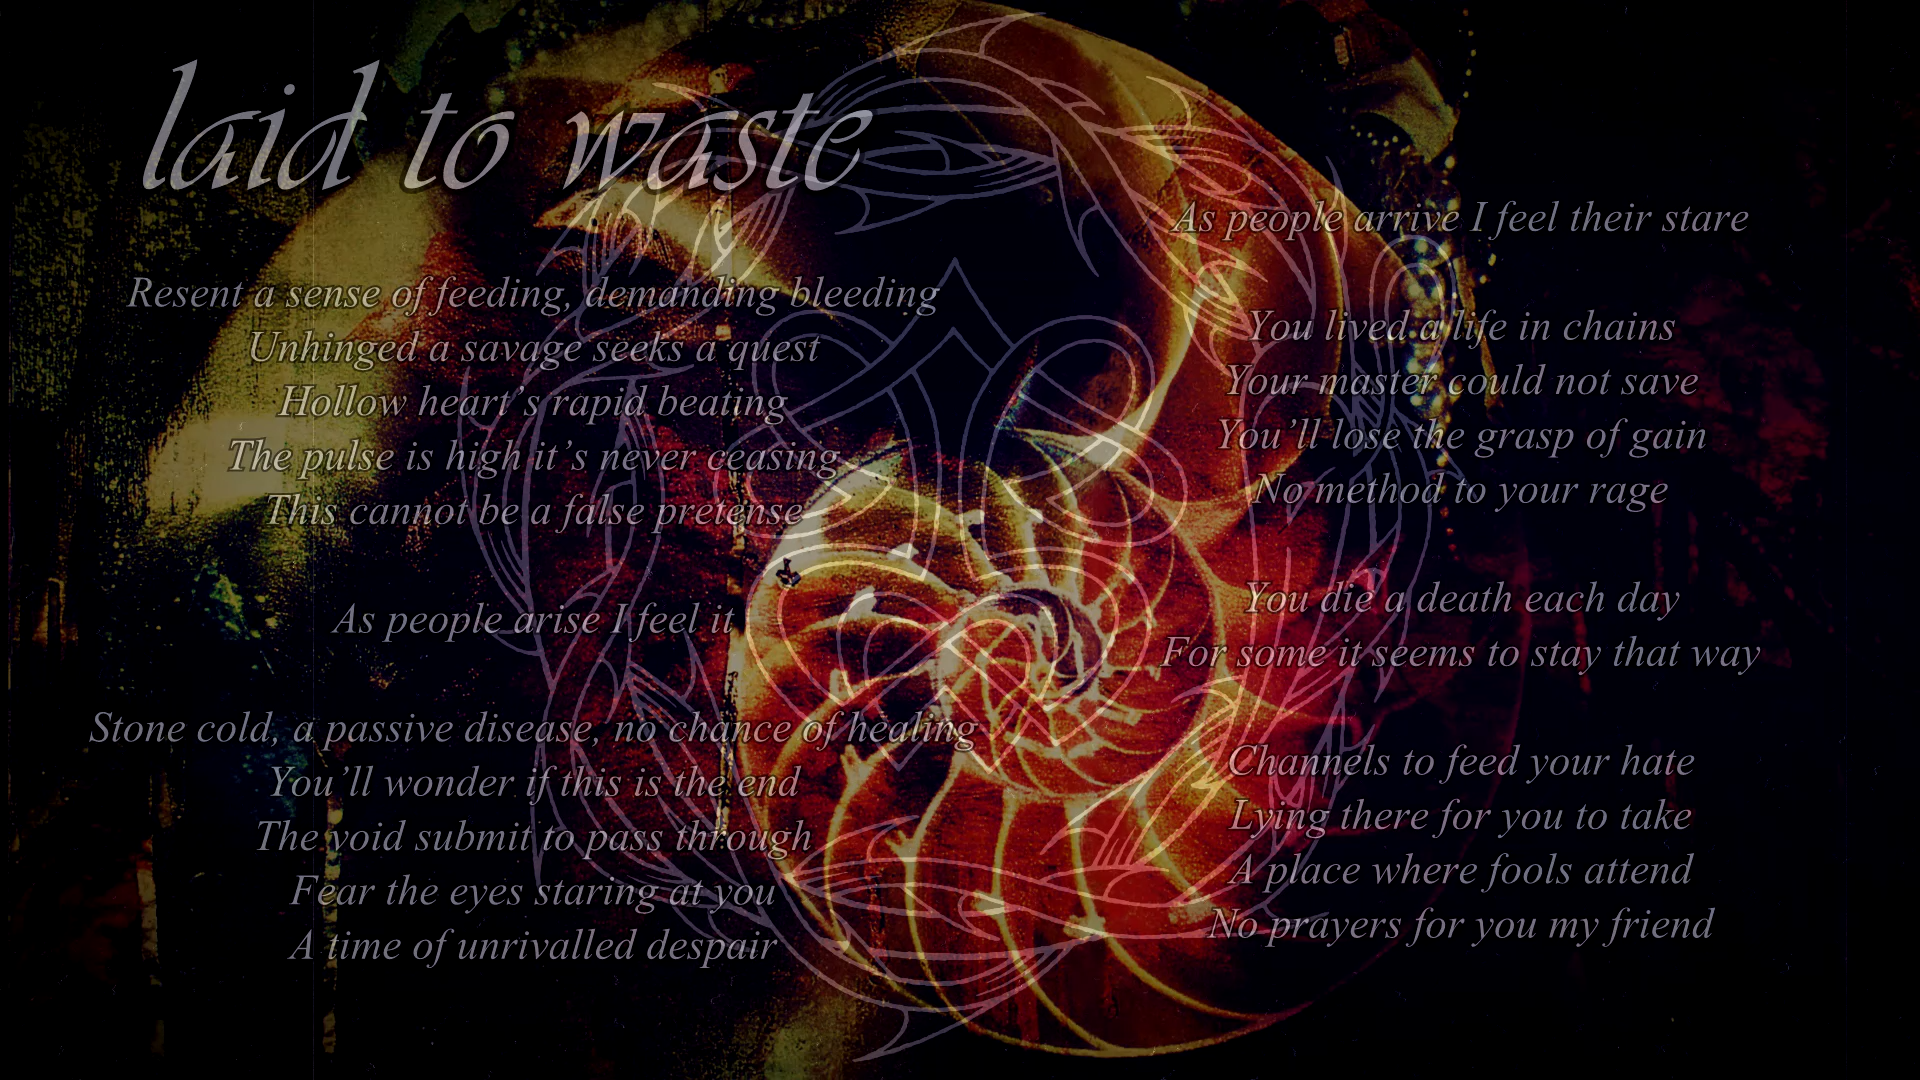 laid to waste
Resent a sense of feeding, demanding bleeding
Unhinged a savage seeks a quest
Hollow heart’s rapid beating
The pulse is high it’s never ceasing
This cannot be a false pretense
As people arise I feel it
Stone cold, a passive disease, no chance of healing
You’ll wonder if this is the end
The void submit to pass through
Fear the eyes staring at you
A time of unrivalled despair
As people arrive I feel their stare
You lived a life in chains
Your master could not save
You’ll lose the grasp of gain
No method to your rage
You die a death each day
For some it seems to stay that way
Channels to feed your hate
Lying there for you to take
A place where fools attend
No prayers for you my friend